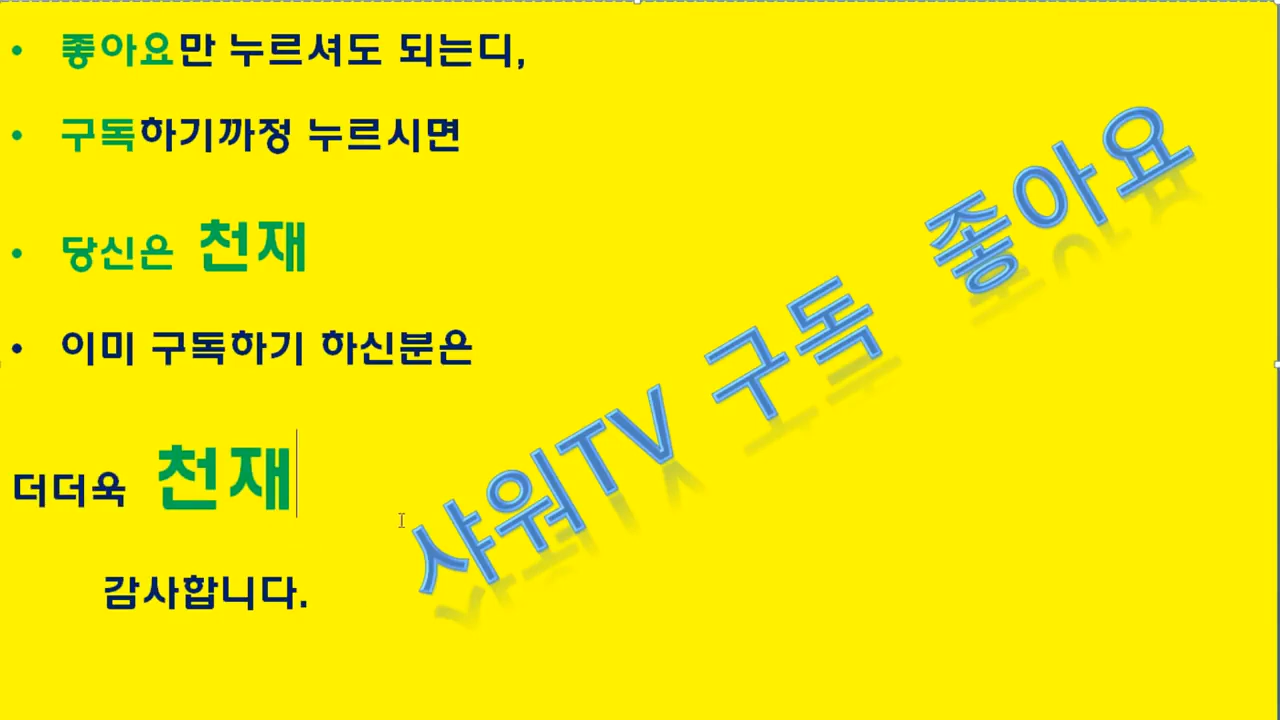 • 좋아요만 누르셔도 되는디,
• 구독하기까정 누르시면
• 당신은 천재
• 이미 구독하기 하신분은
더더욱 천재
감사합니다.
샤워TV 구독 좋아요